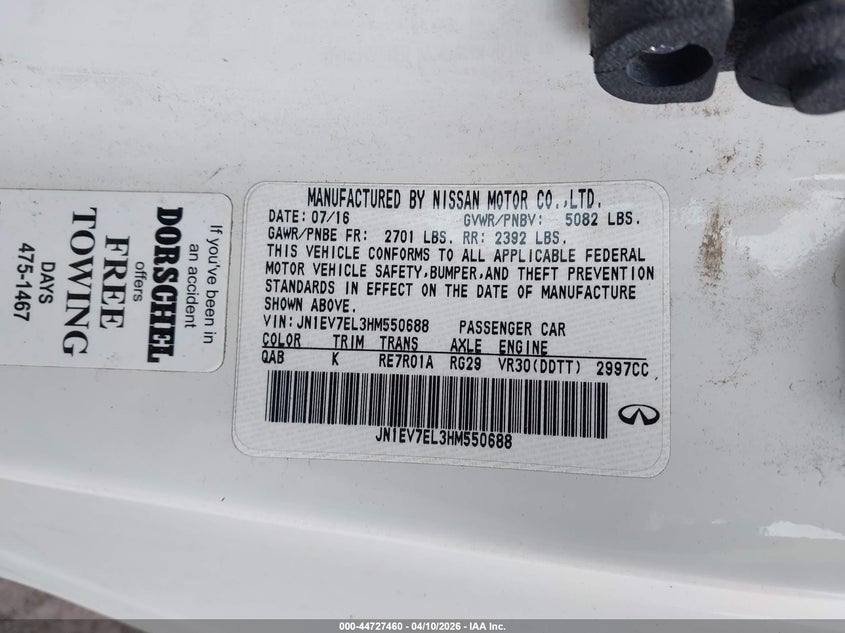 MANUFACTURED BY NISSAN MOTOR CO.,LTD.
DATE: 07/16 GVWR/PNBV: 5082 LBS.
GAWR/PNBE FR: 2701 LBS. RR: 2392 LBS.
THIS VEHICLE CONFORMS TO ALL APPLICABLE FEDERAL
MOTOR VEHICLE SAFETY,BUMPER,AND THEFT PREVENTION
STANDARDS IN EFFECT ON THE DATE OF MANUFACTURE
SHOWN ABOVE.
VIN: JN1EV7EL3HM550688 PASSENGER CAR
COLOR TRIM TRANS AXLE ENGINE
QAB K RE7R01A RG29 VR30(DDTT) 2997CC
JN1EV7EL3HM550688
If you've been in
an accident
DORSCHEL
offers
FREE
TOWING
DAYS
475-1467
000-44727460 - 04/10/2026 - IAA Inc.